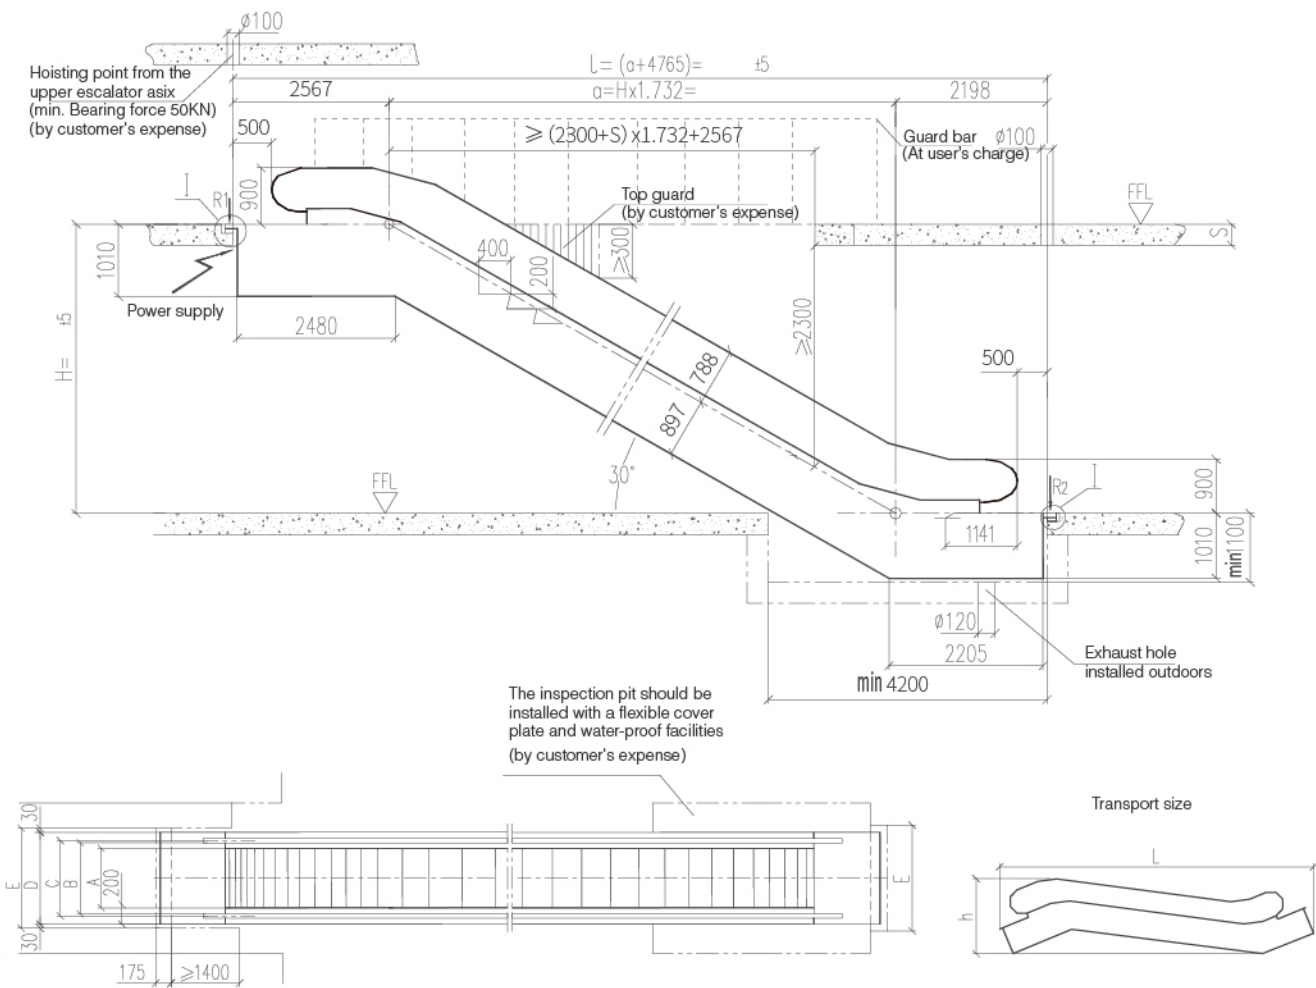 ø100
L= (a+4765)= ±5
Hoisting point from the
upper escalator asix
(min. Bearing force 50KN)
(by customer's expense)
2567
a=Hx1.732=
2198
500
≥ (2300+S) x1.732+2567
Guard bar
(At user's charge)
ø100
900
I
R1
Top guard
(by customer's expense)
FFL
S
1010
400
200
≥300
Power supply
2480
H= ±5
≥2300
788
897
500
30°
FFL
R2
I
900
1141
1010
min1100
ø120
2205
Exhaust hole
installed outdoors
min 4200
The inspection pit should be
installed with a flexible cover
plate and water-proof facilities
(by customer's expense)
Transport size
30
E
D
C
B
A
200
E
30
175
≥1400
L
h